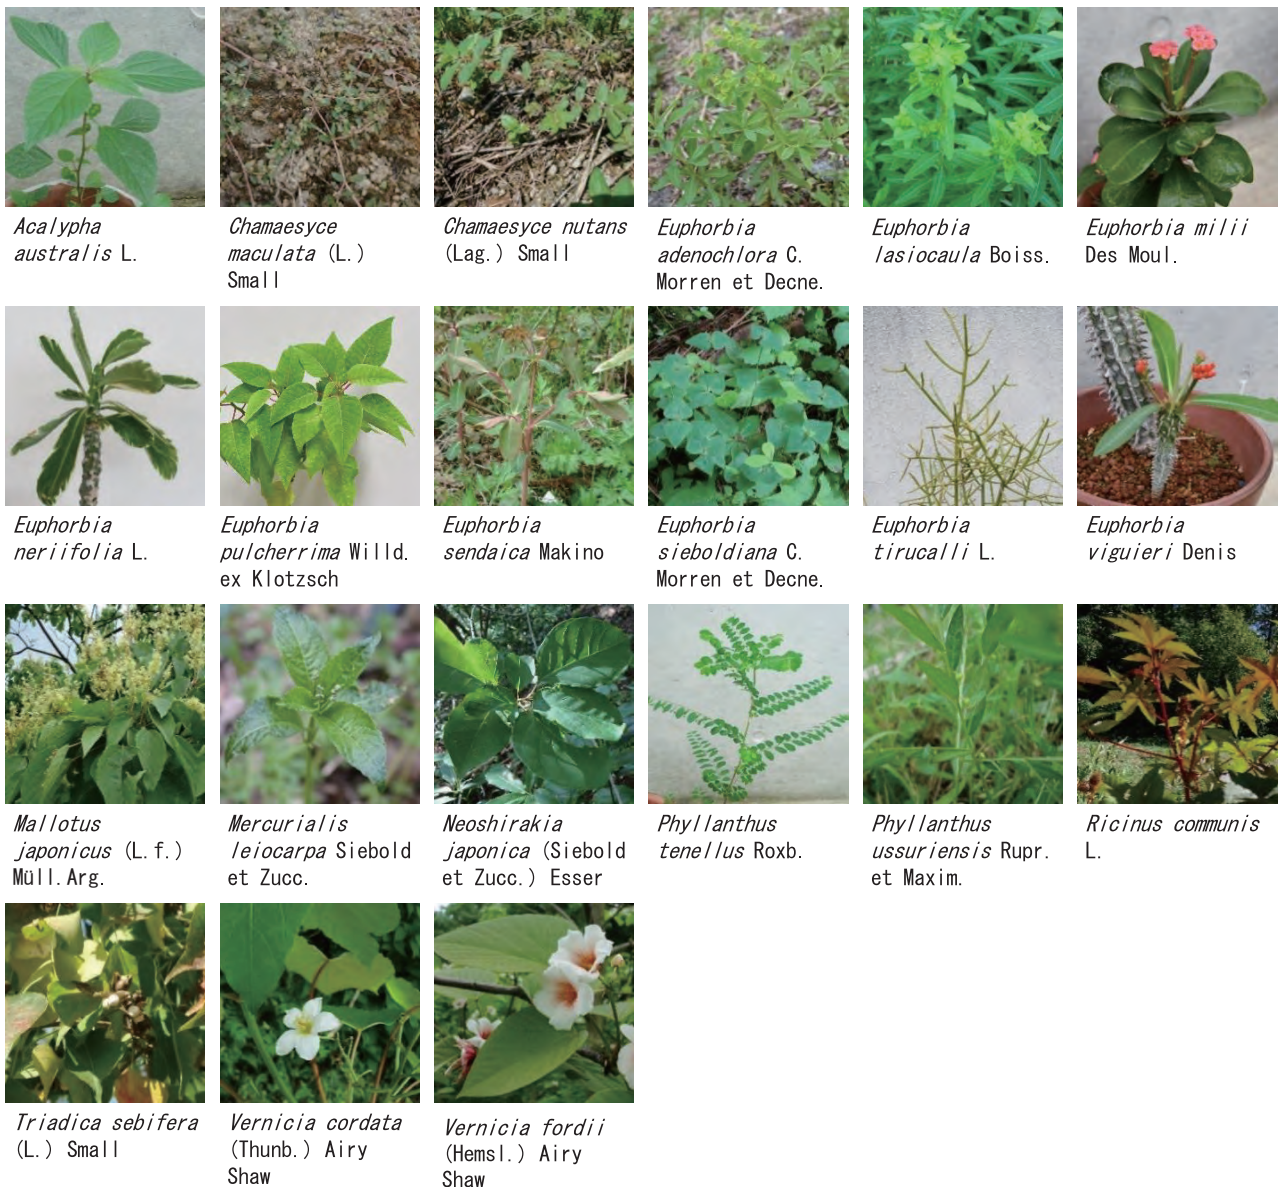 Acalypha
australis L.
Chamaesyce
maculata (L.)
Small
Chamaesyce nutans
(Lag.) Small
Euphorbia
adenochlora C.
Morren et Decne.
Euphorbia
lasiocaula Boiss.
Euphorbia milii
Des Moul.
Euphorbia
neriifolia L.
Euphorbia
pulcherrima Willd.
ex Klotzsch
Euphorbia
sendaica Makino
Euphorbia
sieboldiana C.
Morren et Decne.
Euphorbia
tirucalli L.
Euphorbia
viguieri Denis
Mallotus
japonicus (L.f.)
Müll.Arg.
Mercurialis
leiocarpa Siebold
et Zucc.
Neoshirakia
japonica (Siebold
et Zucc.) Esser
Phyllanthus
tenellus Roxb.
Phyllanthus
ussuriensis Rupr.
et Maxim.
Ricinus communis
L.
Triadica sebifera
(L.) Small
Vernicia cordata
(Thunb.) Airy
Shaw
Vernicia fordii
(Hemsl.) Airy
Shaw